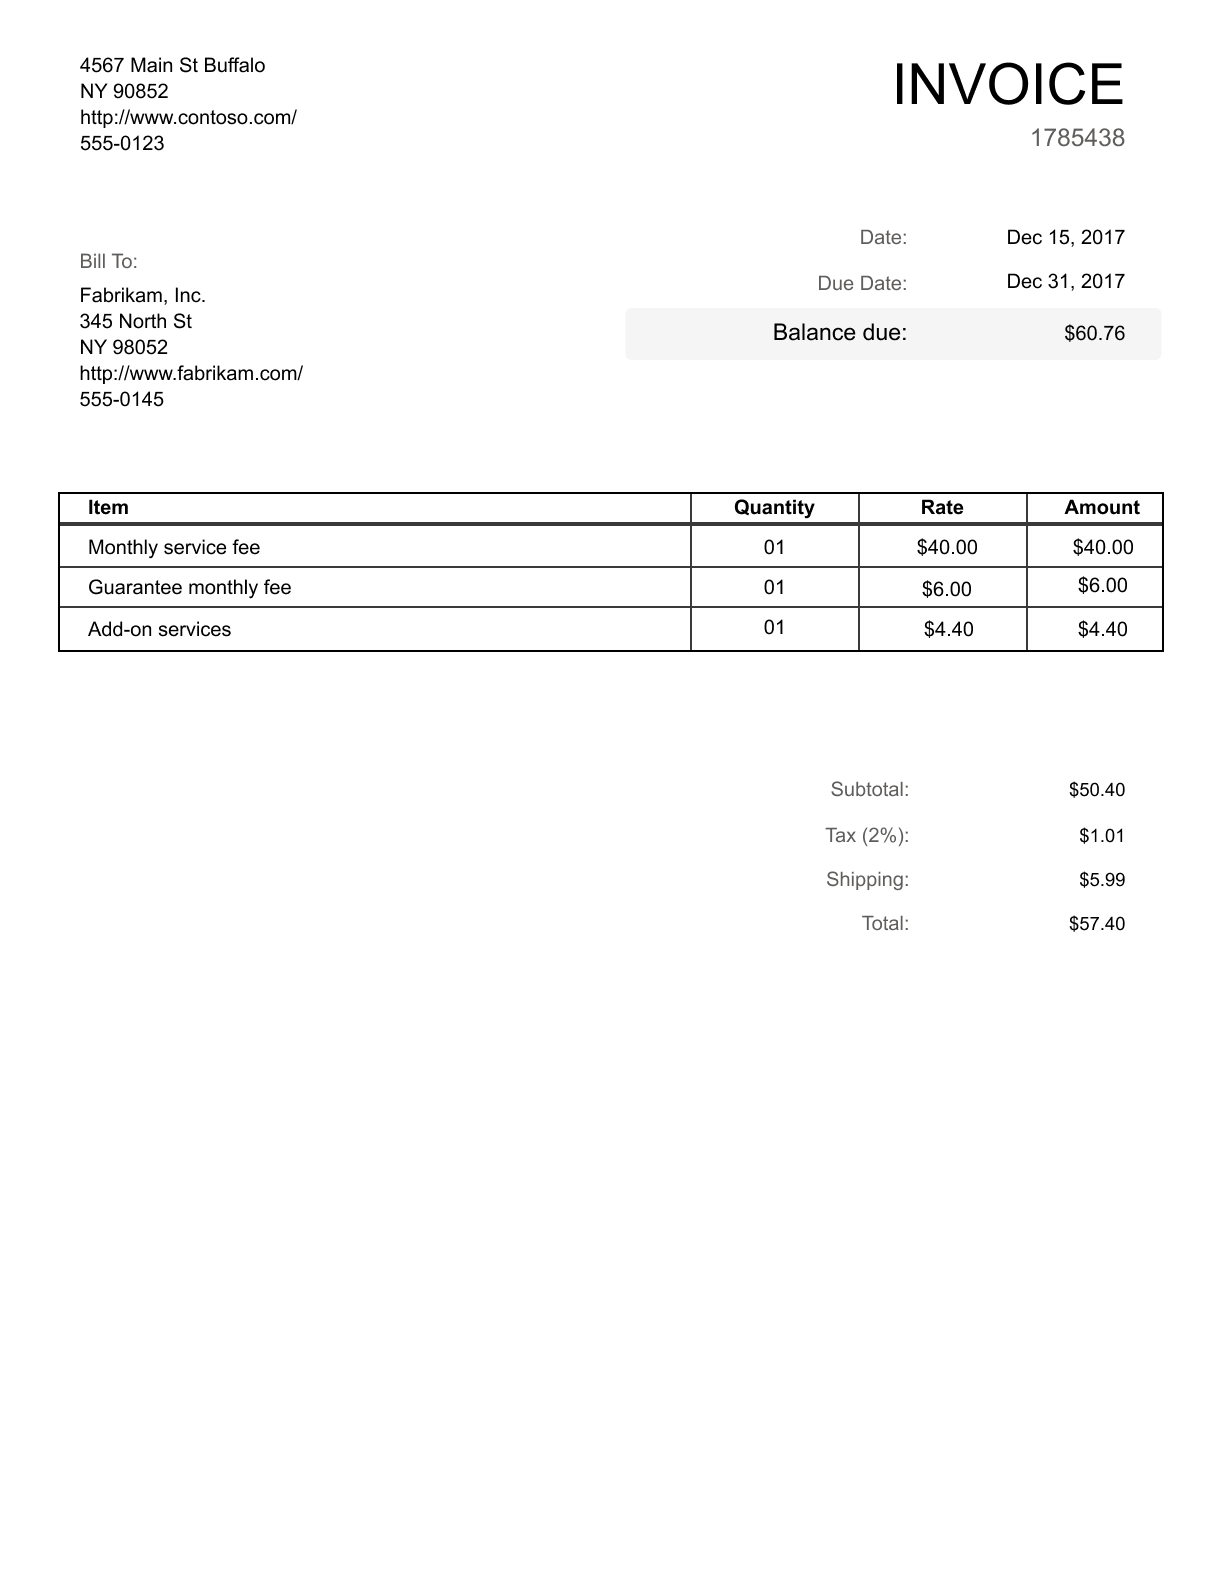 4567 Main St Buffalo
NY 90852
http://www.contoso.com/
555-0123
INVOICE
1785438
Date: Dec 15, 2017
Due Date: Dec 31, 2017
Balance due: $60.76
Bill To:
Fabrikam, Inc.
345 North St
NY 98052
http://www.fabrikam.com/
555-0145
Item Quantity Rate Amount
Monthly service fee 01 $40.00 $40.00
Guarantee monthly fee 01 $6.00 $6.00
Add-on services 01 $4.40 $4.40
Subtotal: $50.40
Tax (2%): $1.01
Shipping: $5.99
Total: $57.40